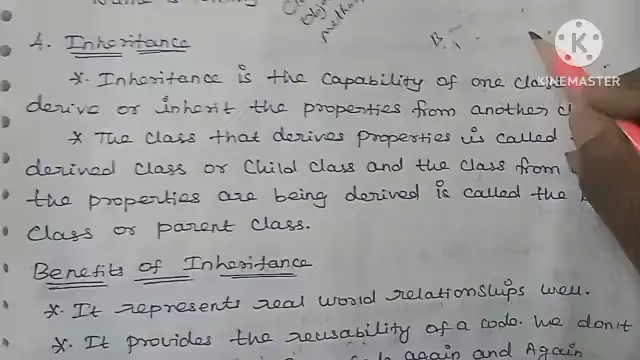 Class
Object
method
B
4. Inheritance
KINEMASTER
*. Inheritance is the capability of one class
derive or inherit the properties from another
* The class that derives properties is called
derived class or child class and the class from
the properties are being derived is called the
class or parent class.
Benefits of Inheritance
*. It represents real world relationships well.
* It provides the reusability of a code. We don't
again and Again